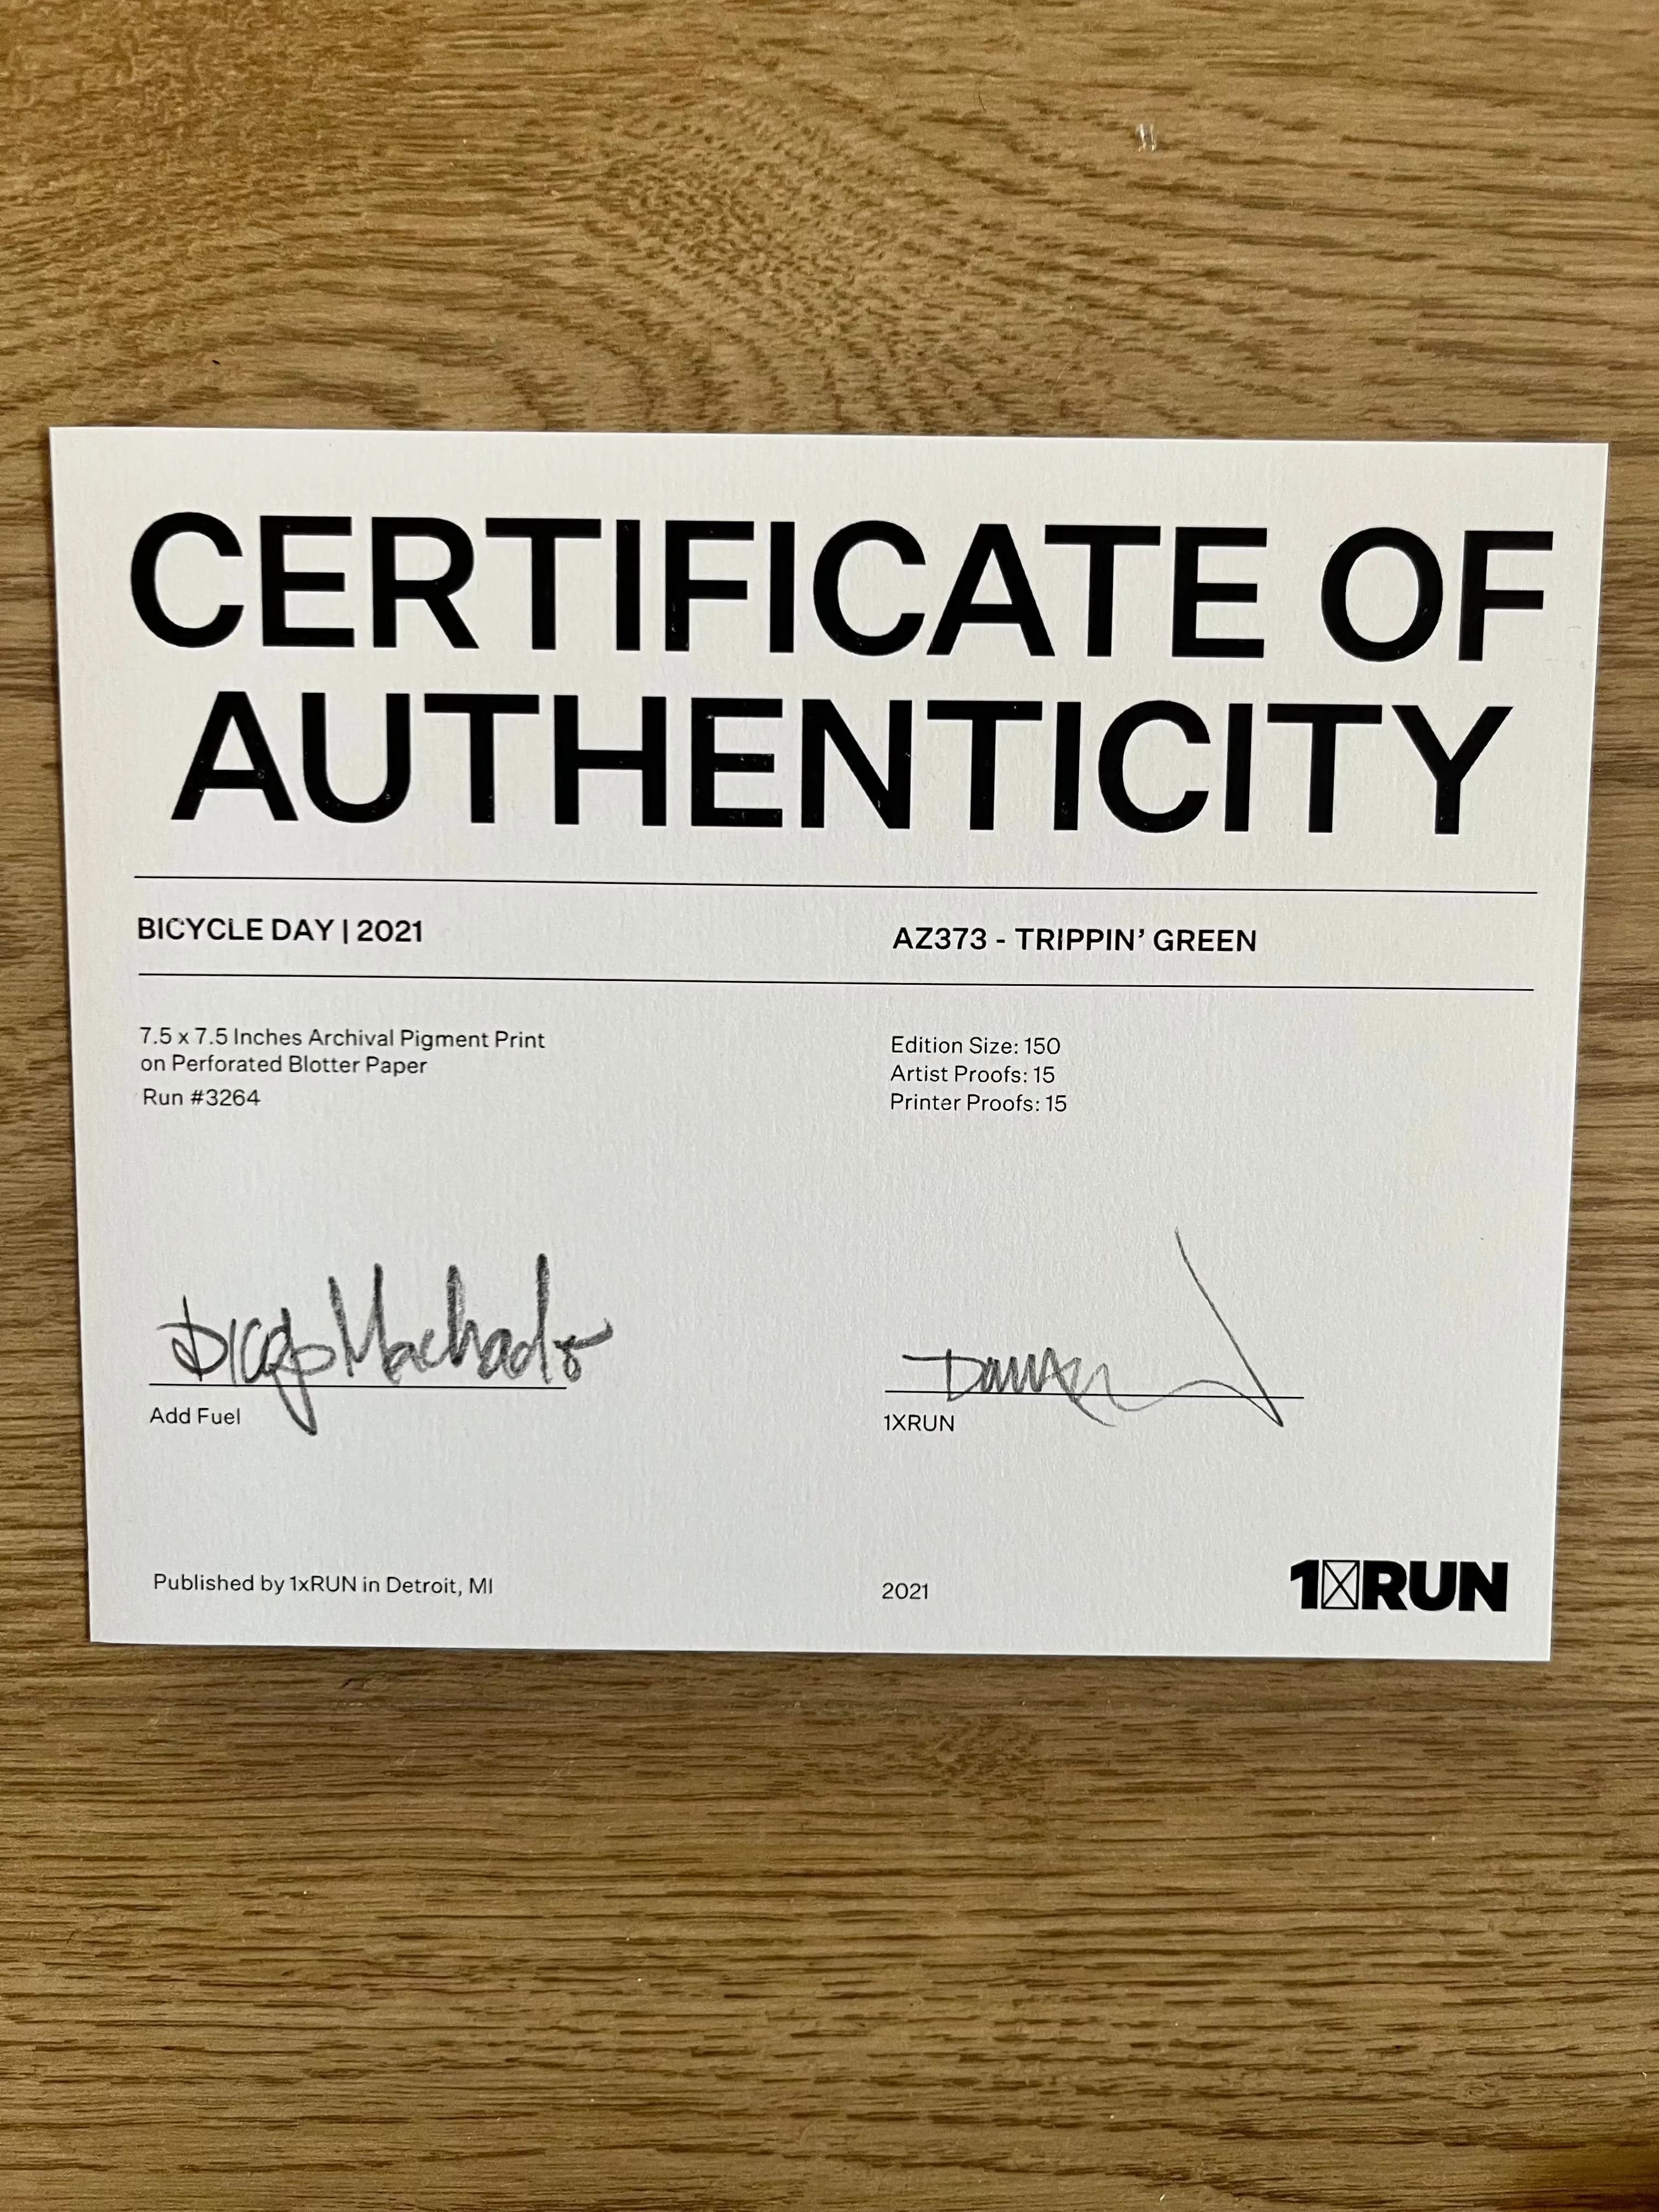 CERTIFICATE OF
AUTHENTICITY
BICYCLE DAY | 2021
AZ373 - TRIPPIN’ GREEN
7.5 x 7.5 Inches Archival Pigment Print
on Perforated Blotter Paper
Run #3264
Edition Size: 150
Artist Proofs: 15
Printer Proofs: 15
Diogo Machado
Add Fuel
1XRUN
Published by 1xRUN in Detroit, MI
2021
1XRUN